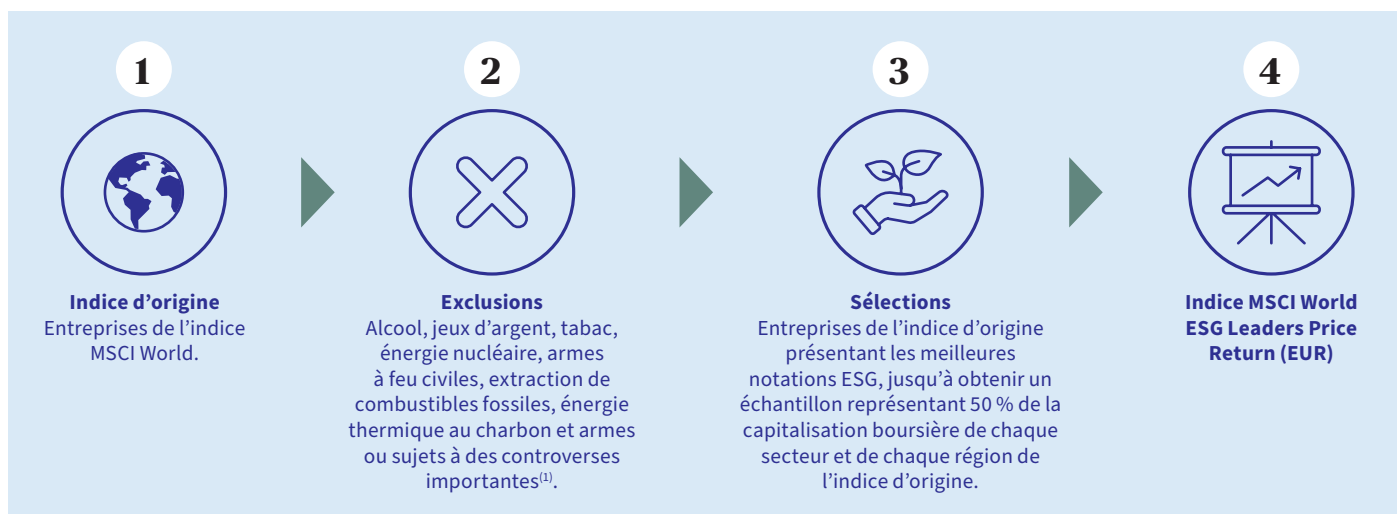 1
Indice d’origine
Entreprises de l’indice
MSCI World.
2
Exclusions
Alcool, jeux d’argent, tabac,
énergie nucléaire, armes
à feu civiles, extraction de
combustibles fossiles, énergie
thermique au charbon et armes
ou sujets à des controverses
importantes(1).
3
Sélections
Entreprises de l’indice d’origine
présentant les meilleures
notations ESG, jusqu’à obtenir un
échantillon représentant 50 % de la
capitalisation boursière de chaque
secteur et de chaque région de
l’indice d’origine.
4
Indice MSCI World
ESG Leaders Price
Return (EUR)